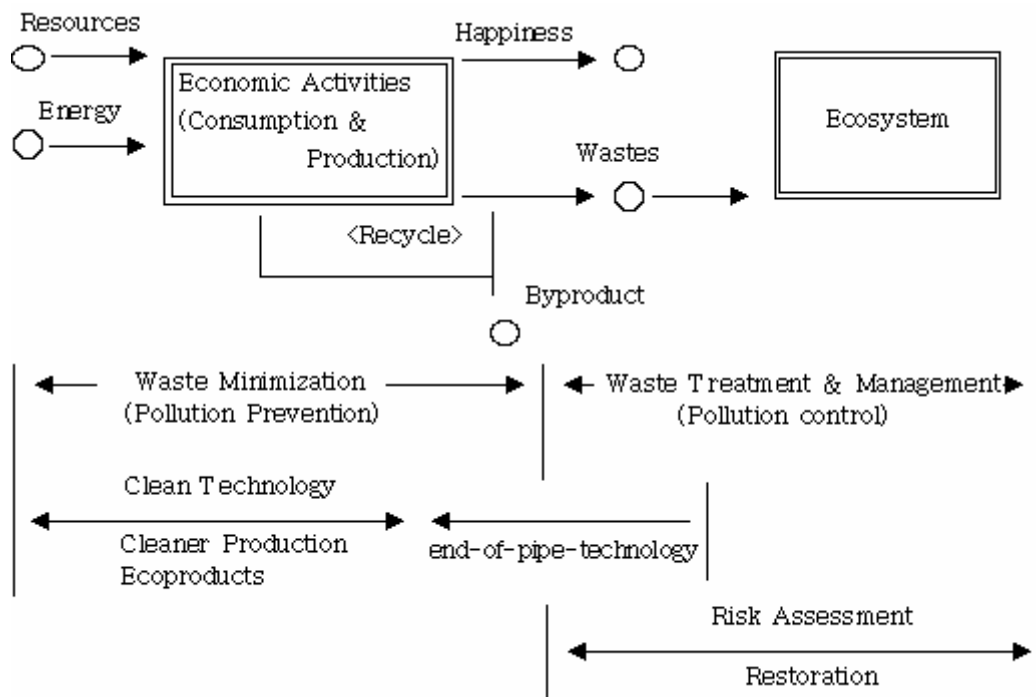 Resources
Happiness
Economic Activities
(Consumption &
Production)
Energy
Ecosystem
Wastes
<Recycle>
Byproduct
Waste Minimization
(Pollution Prevention)
Waste Treatment & Management
(Pollution control)
Clean Technology
Cleaner Production
Ecoproducts
end-of-pipe-technology
Risk Assessment
Restoration